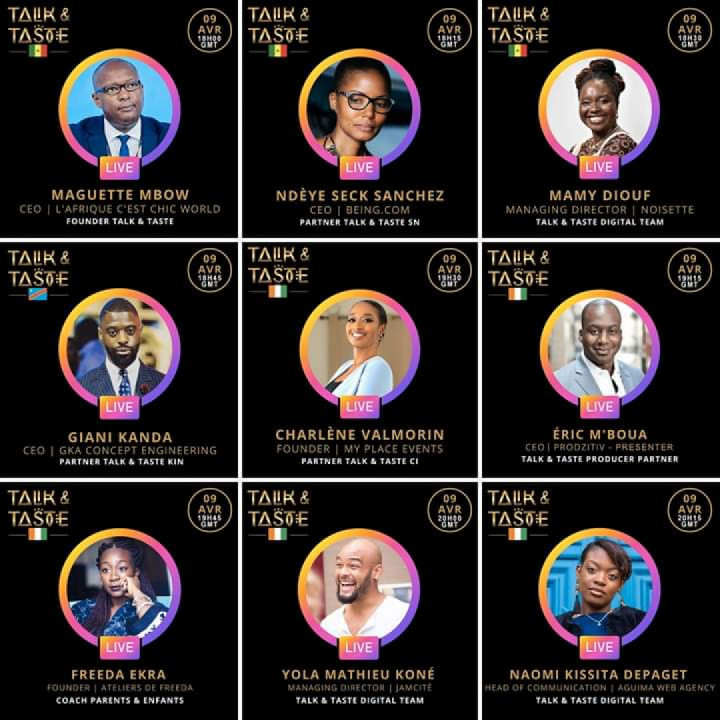 TALK &
TASTE
09
AVR
18H00
GMT
LIVE
MAGUETTE MBOW
CEO | L'AFRIQUE C'EST CHIC WORLD
FOUNDER TALK & TASTE
TALK &
TASTE
09
AVR
18H15
GMT
LIVE
NDÈYE SECK SANCHEZ
CEO | BEING.COM
PARTNER TALK & TASTE SN
TALK &
TASTE
09
AVR
18H30
GMT
LIVE
MAMY DIOUF
MANAGING DIRECTOR | NOISETTE
TALK & TASTE DIGITAL TEAM
TALK &
TASTE
09
AVR
18H45
GMT
LIVE
GIANI KANDA
CEO | GKA CONCEPT ENGINEERING
PARTNER TALK & TASTE KIN
TALK &
TASTE
09
AVR
19H30
GMT
LIVE
CHARLÈNE VALMORIN
FOUNDER | MY PLACE EVENTS
PARTNER TALK & TASTE CI
TALK &
TASTE
09
AVR
19H15
GMT
LIVE
ÉRIC M'BOUA
CEO | PRODZITIV - PRESENTER
TALK & TASTE PRODUCER PARTNER
TALK &
TASTE
09
AVR
19H45
GMT
LIVE
FREEDA EKRA
FOUNDER | ATELIERS DE FREEDA
COACH PARENTS & ENFANTS
TALK &
TASTE
09
AVR
20H00
GMT
LIVE
YOLA MATHIEU KONÉ
MANAGING DIRECTOR | JAMCITÉ
TALK & TASTE DIGITAL TEAM
TALK &
TASTE
09
AVR
20H15
GMT
LIVE
NAOMI KISSITA DEPAGET
HEAD OF COMMUNICATION | AGUIMA WEB AGENCY
TALK & TASTE DIGITAL TEAM